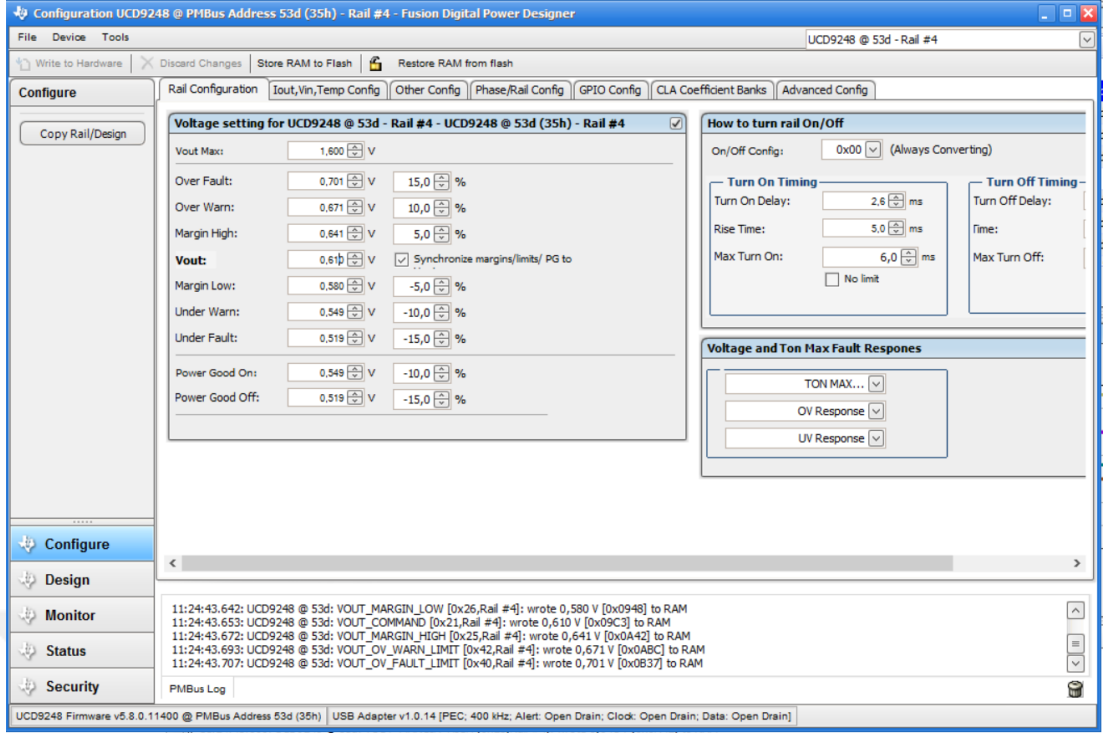 Configuration UCD9248 @ PMBus Address 53d (35h) - Rail #4 - Fusion Digital Power Designer
File Device Tools
UCD9248 @ 53d - Rail #4
Write to Hardware Discard Changes Store RAM to Flash Restore RAM from flash
Configure
Copy Rail/Design
Rail Configuration Iout,Vin,Temp Config Other Config Phase/Rail Config GPIO Config CLA Coefficient Banks Advanced Config
Voltage setting for UCD9248 @ 53d - Rail #4 - UCD9248 @ 53d (35h) - Rail #4
Vout Max: 1,600 V
Over Fault: 0,701 V 15,0 %
Over Warn: 0,671 V 10,0 %
Margin High: 0,641 V 5,0 %
Vout: 0,610 V Synchronize margins/limits/ PG to
Margin Low: 0,580 V -5,0 %
Under Warn: 0,549 V -10,0 %
Under Fault: 0,519 V -15,0 %
Power Good On: 0,549 V -10,0 %
Power Good Off: 0,519 V -15,0 %
How to turn rail On/Off
On/Off Config: 0x00 (Always Converting)
Turn On Timing
Turn On Delay: 2,6 ms
Rise Time: 5,0 ms
Max Turn On: 6,0 ms
No limit
Turn Off Timing
Turn Off Delay:
Time:
Max Turn Off:
Voltage and Ton Max Fault Respones
TON MAX...
OV Response
UV Response
Configure
Design
Monitor
Status
Security
11:24:43.642: UCD9248 @ 53d: VOUT_MARGIN_LOW [0x26,Rail #4]: wrote 0,580 V [0x0948] to RAM
11:24:43.653: UCD9248 @ 53d: VOUT_COMMAND [0x21,Rail #4]: wrote 0,610 V [0x09C3] to RAM
11:24:43.672: UCD9248 @ 53d: VOUT_MARGIN_HIGH [0x25,Rail #4]: wrote 0,641 V [0x0A42] to RAM
11:24:43.693: UCD9248 @ 53d: VOUT_OV_WARN_LIMIT [0x42,Rail #4]: wrote 0,671 V [0x0ABC] to RAM
11:24:43.707: UCD9248 @ 53d: VOUT_OV_FAULT_LIMIT [0x40,Rail #4]: wrote 0,701 V [0x0B37] to RAM
PMBus Log
UCD9248 Firmware v5.8.0.11400 @ PMBus Address 53d (35h) USB Adapter v1.0.14 [PEC; 400 kHz; Alert: Open Drain; Clock: Open Drain; Data: Open Drain]